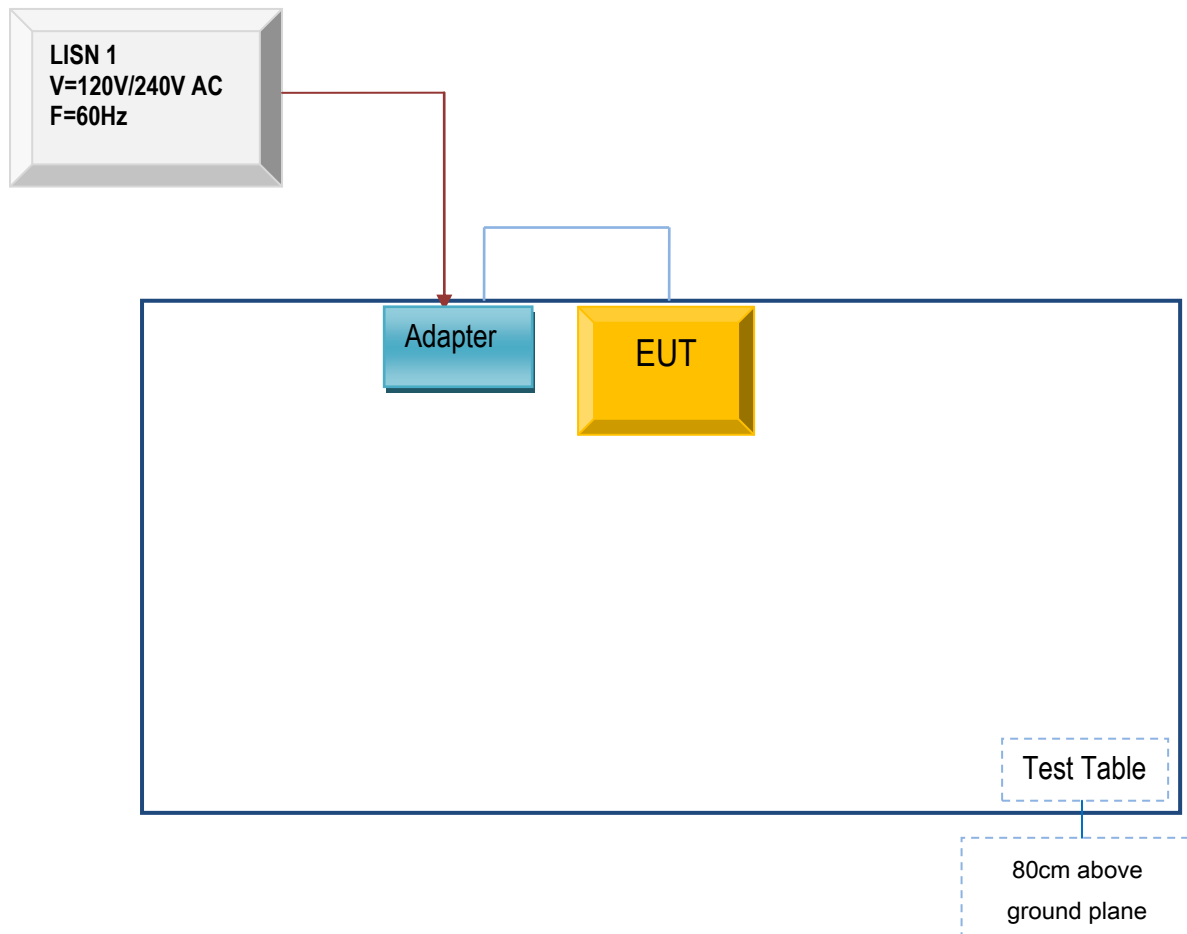 LISN 1
V=120V/240V AC
F=60Hz
Adapter
EUT
Test Table
80cm above
ground plane